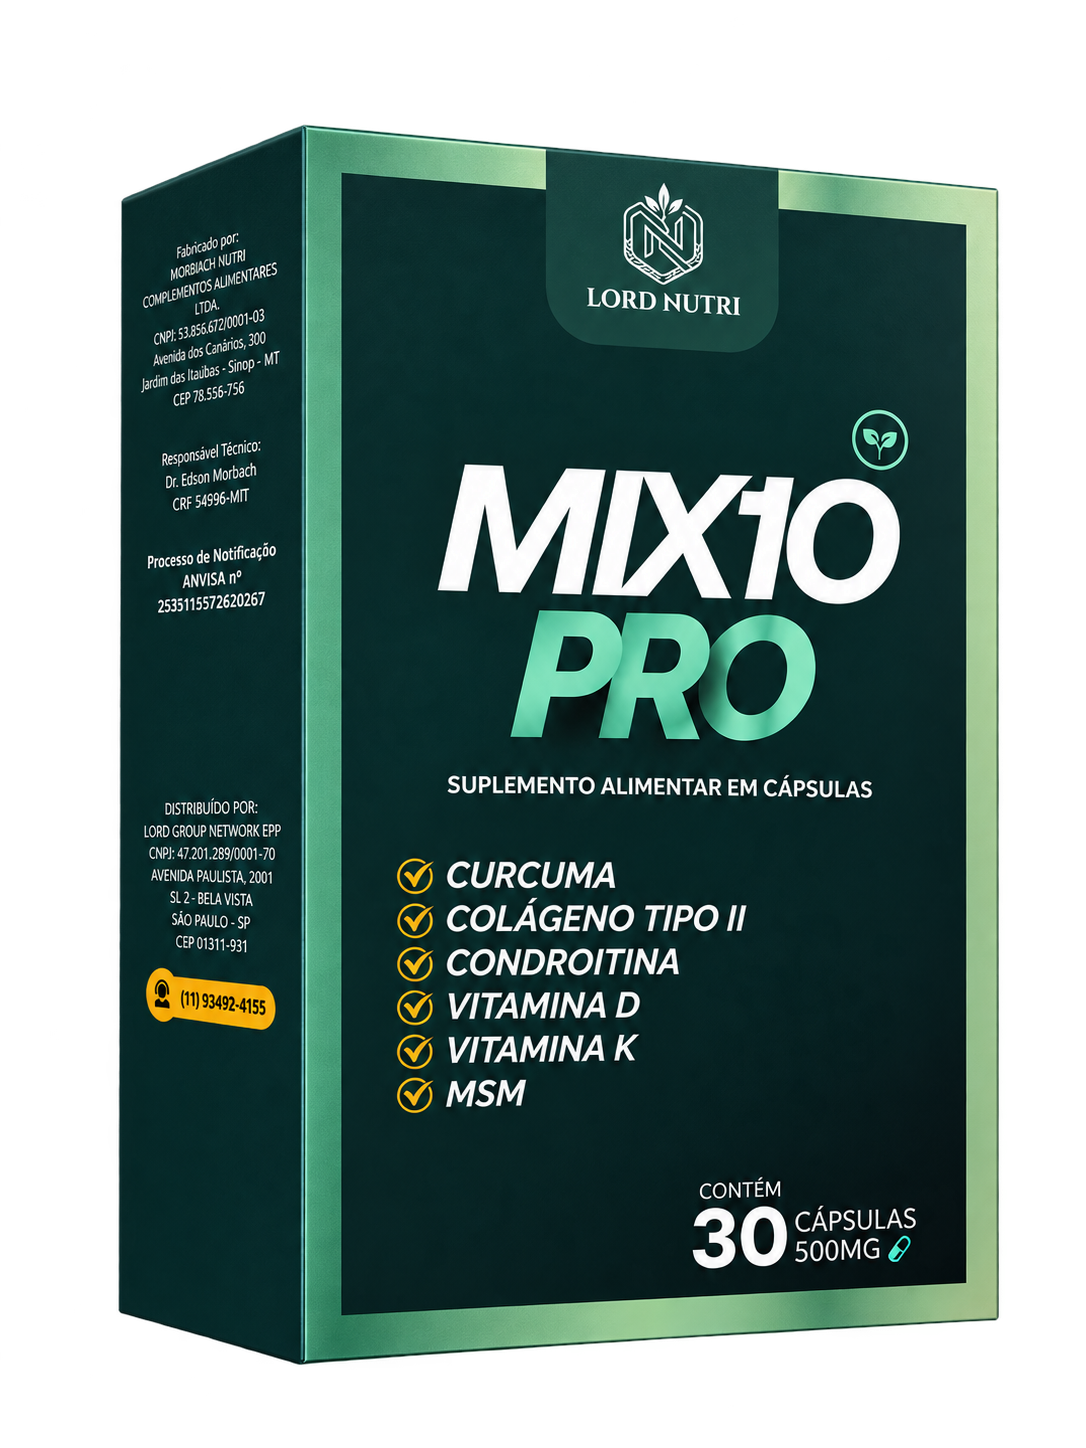 Fabricado por:
MORBIACH NUTRI
COMPLEMENTOS ALIMENTARES
LTDA.
CNPJ: 53.856.672/0001-03
Avenida dos Canários, 300
Jardim das Itaúbas - Sinop - MT
CEP 78.556-756
Responsável Técnico:
Dr. Edson Morbach
CRF 54996-MIT
Processo de Notificação
ANVISA nº
2535115572620267
DISTRIBUÍDO POR:
LORD GROUP NETWORK EPP
CNPJ: 47.201.289/0001-70
AVENIDA PAULISTA, 2001
SL 2 - BELA VISTA
SÃO PAULO - SP
CEP 01311-931
(11) 93492-4155
LORD NUTRI
MIX10
PRO
SUPLEMENTO ALIMENTAR EM CÁPSULAS
CURCUMA
COLÁGENO TIPO II
CONDROITINA
VITAMINA D
VITAMINA K
MSM
CONTÉM
30 CÁPSULAS
500MG